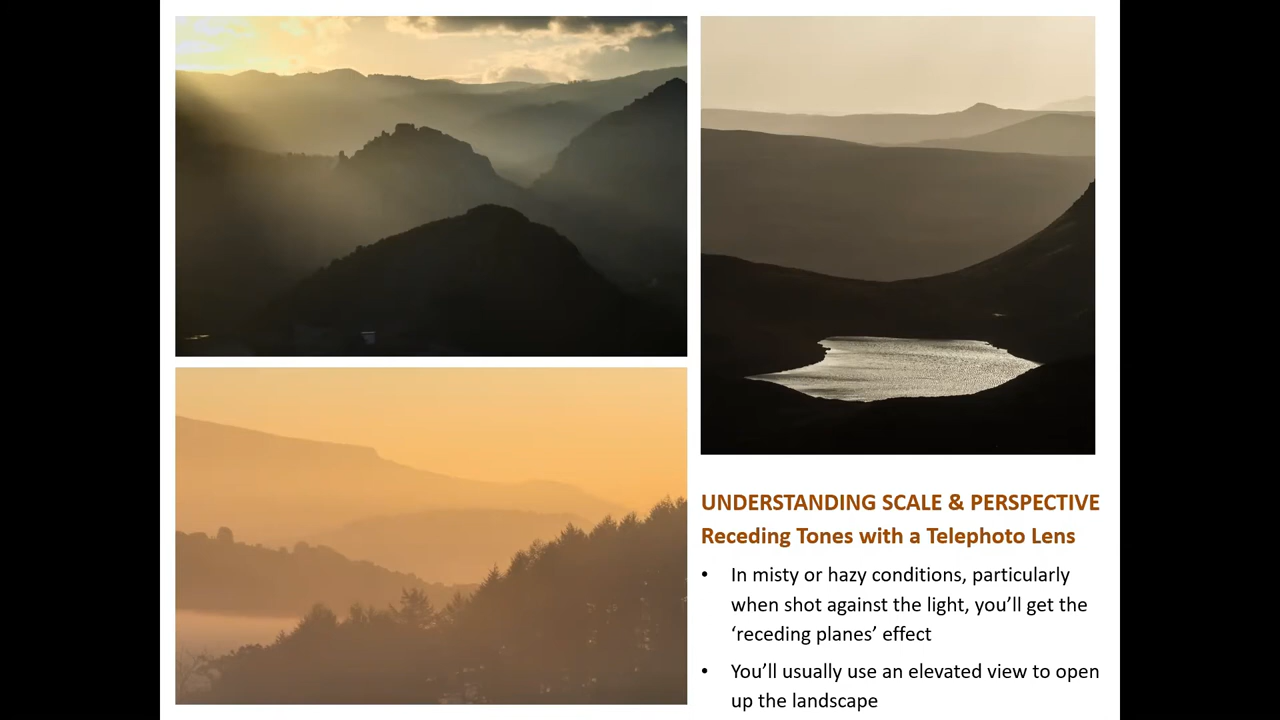 UNDERSTANDING SCALE & PERSPECTIVE
Receding Tones with a Telephoto Lens
• In misty or hazy conditions, particularly
when shot against the light, you’ll get the
‘receding planes’ effect
• You’ll usually use an elevated view to open
up the landscape